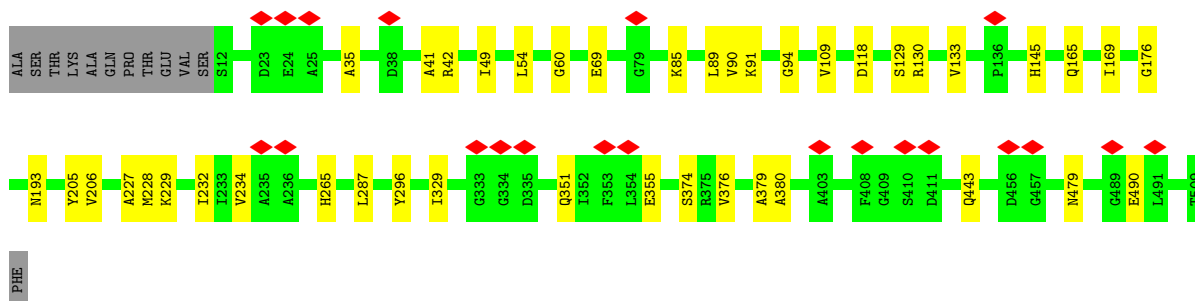 ALA SER THR LYS ALA GLN PRO THR GLU VAL SER S12 D23 E24 A25 A35 D38 A41 R42 I49 L54 G60 E69 G79 K85 L89 V90 K91 G94 V109 D118 S129 R130 V133 P136 H145 Q165 I169 G176
N193 Y205 V206 A227 M228 K229 I232 I233 V234 A235 A236 H265 L287 Y296 I329 G333 G334 D335 Q351 I352 F353 L354 E355 S374 R375 V376 A379 A380 A403 F408 G409 S410 D411 Q443 D456 G457 N479 G489 E490 L491
PHE